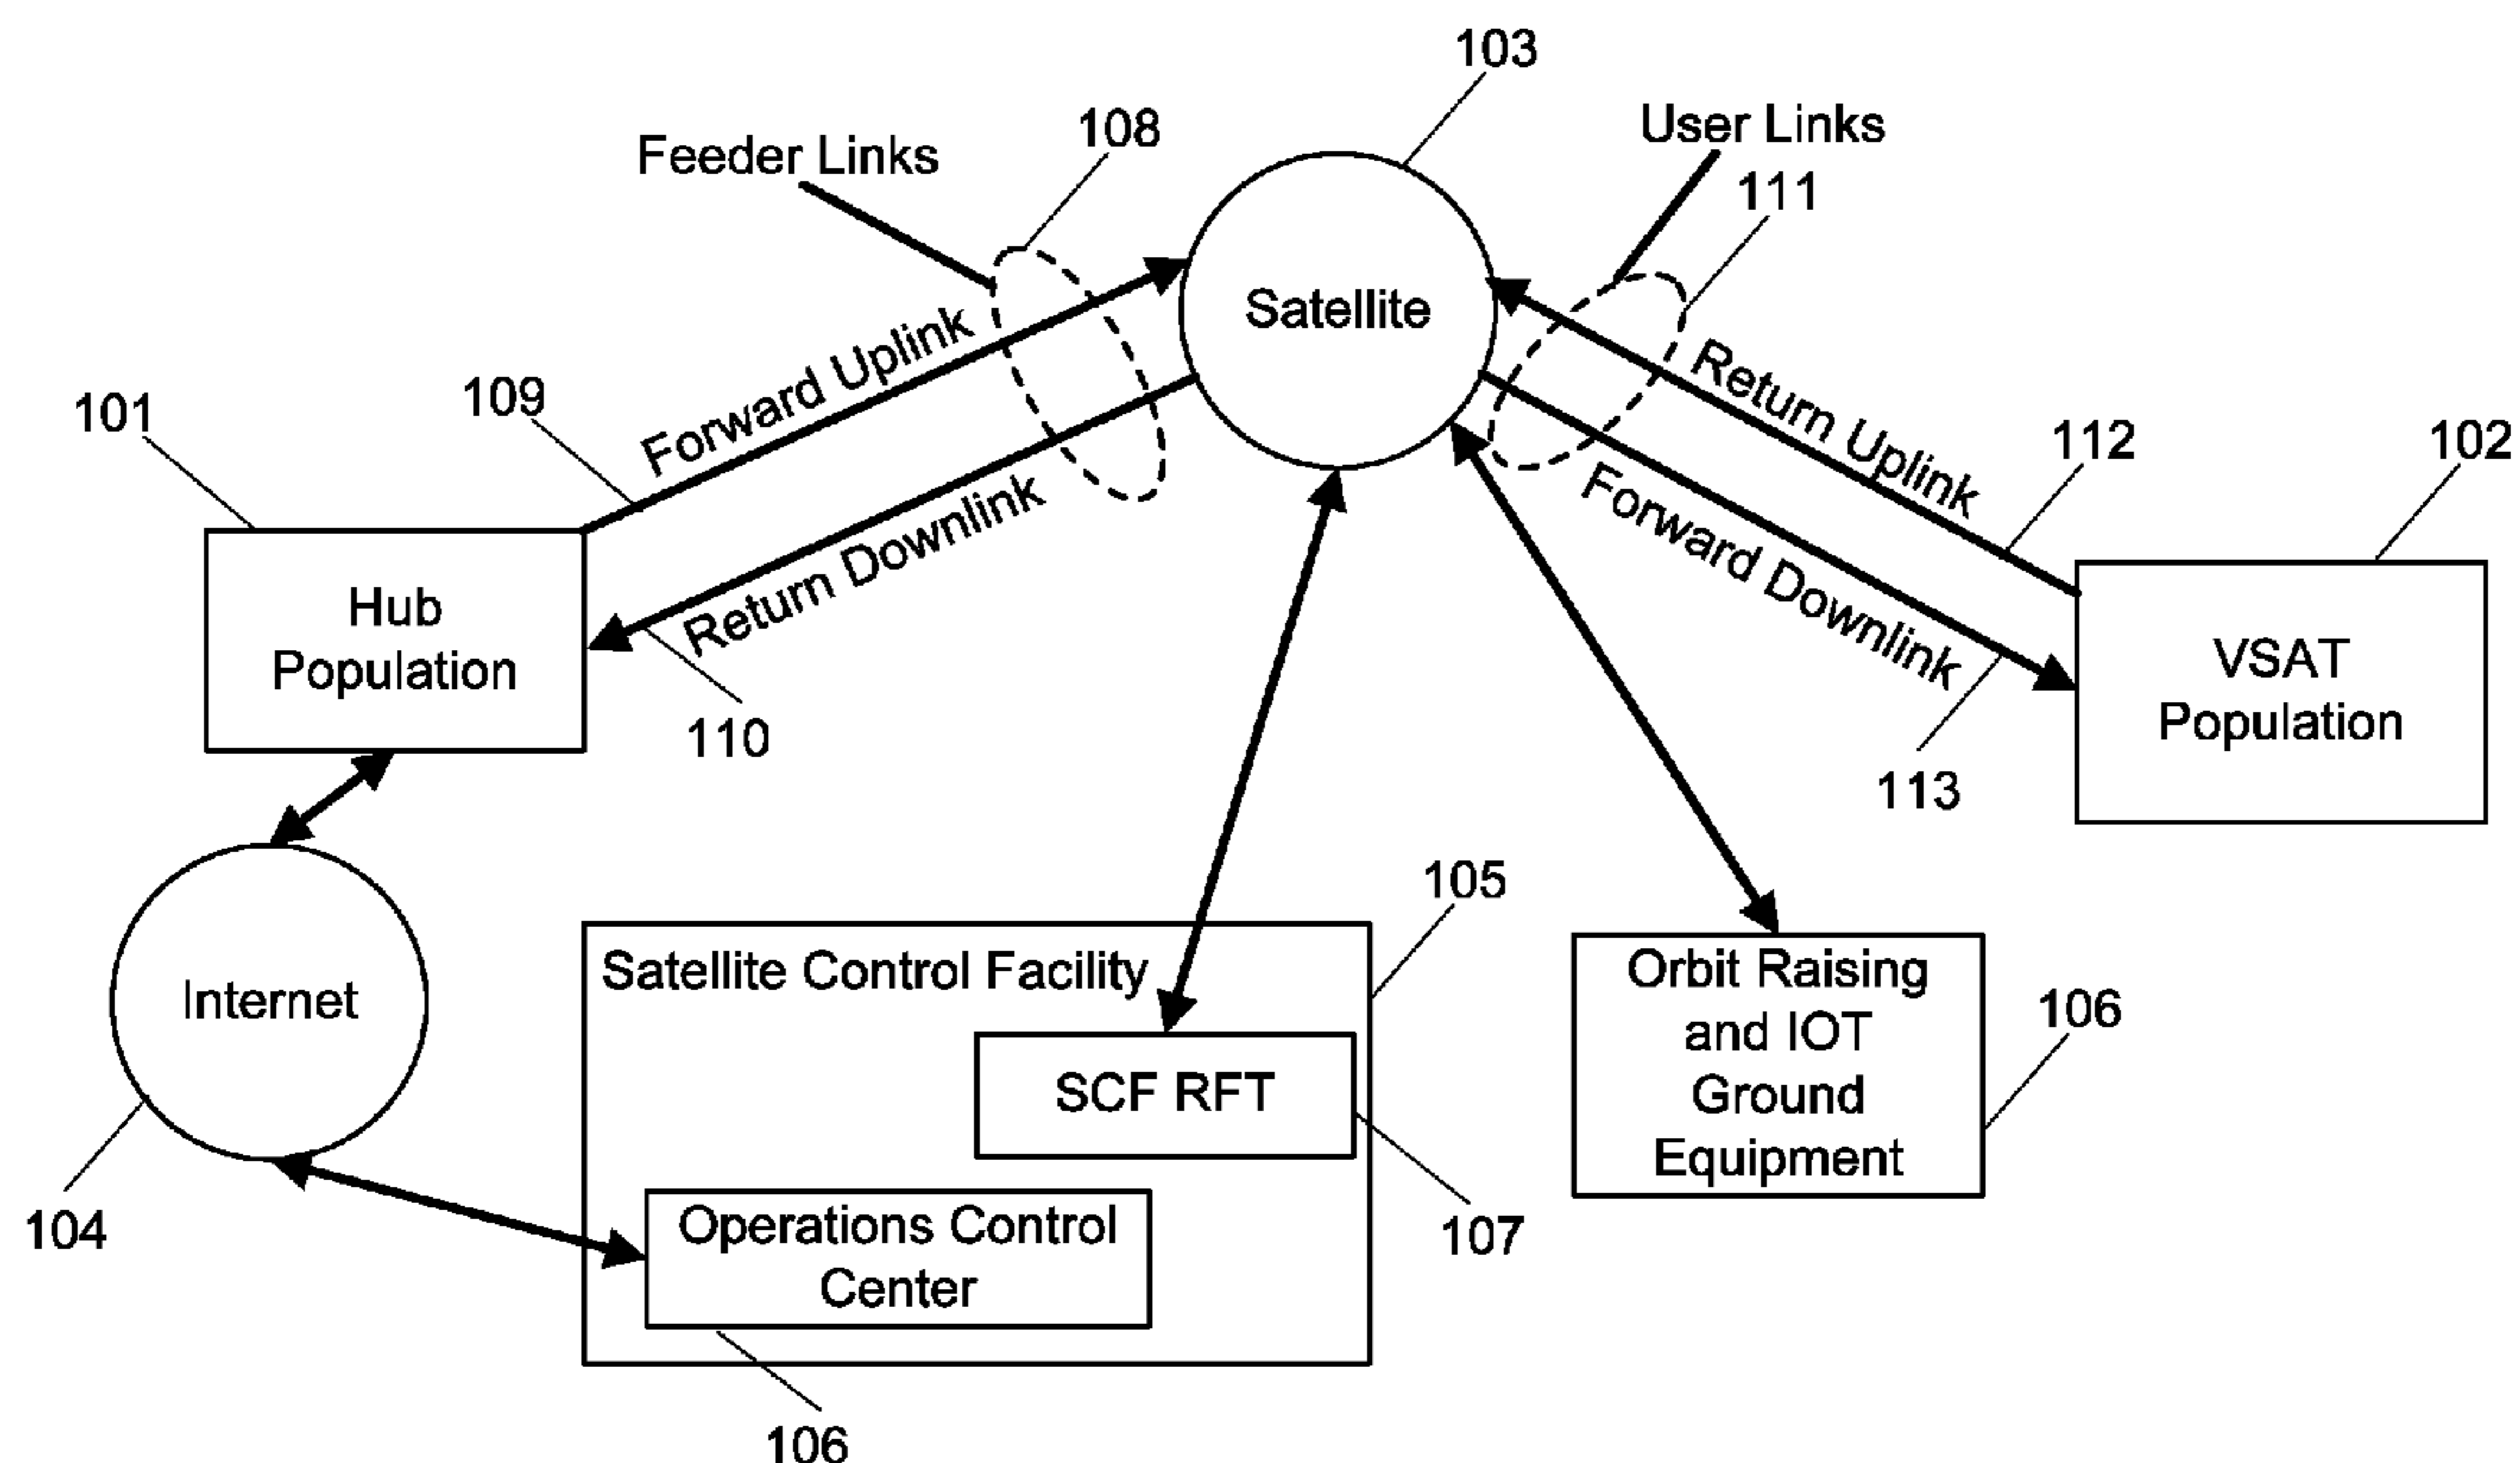 103
User Links
108
Feeder Links
111
Satellite
Forward Uplink
Return Uplink
109
101
112
102
Return Downlink
Forward Downlink
Hub
Population
VSAT
Population
110
113
105
Satellite Control Facility
Orbit Raising
and IOT
Ground
Equipment
Internet
106
SCF RFT
104
107
Operations Control
Center
106